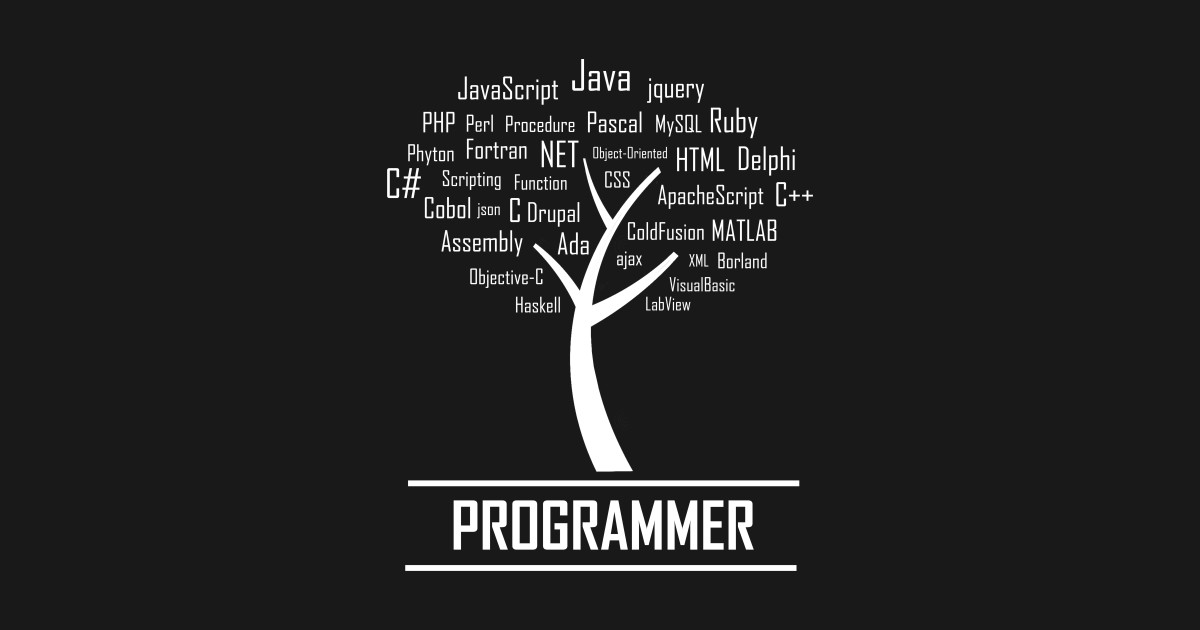 JavaScript Java jquery
PHP Perl Procedure Pascal MySQL Ruby
Phyton Fortran NET Object-Oriented HTML Delphi
C# Scripting Function CSS ApacheScript C++
Cobol json C Drupal ColdFusion MATLAB
Assembly Ada ajax XML Borland
Objective-C VisualBasic
Haskell LabView
PROGRAMMER